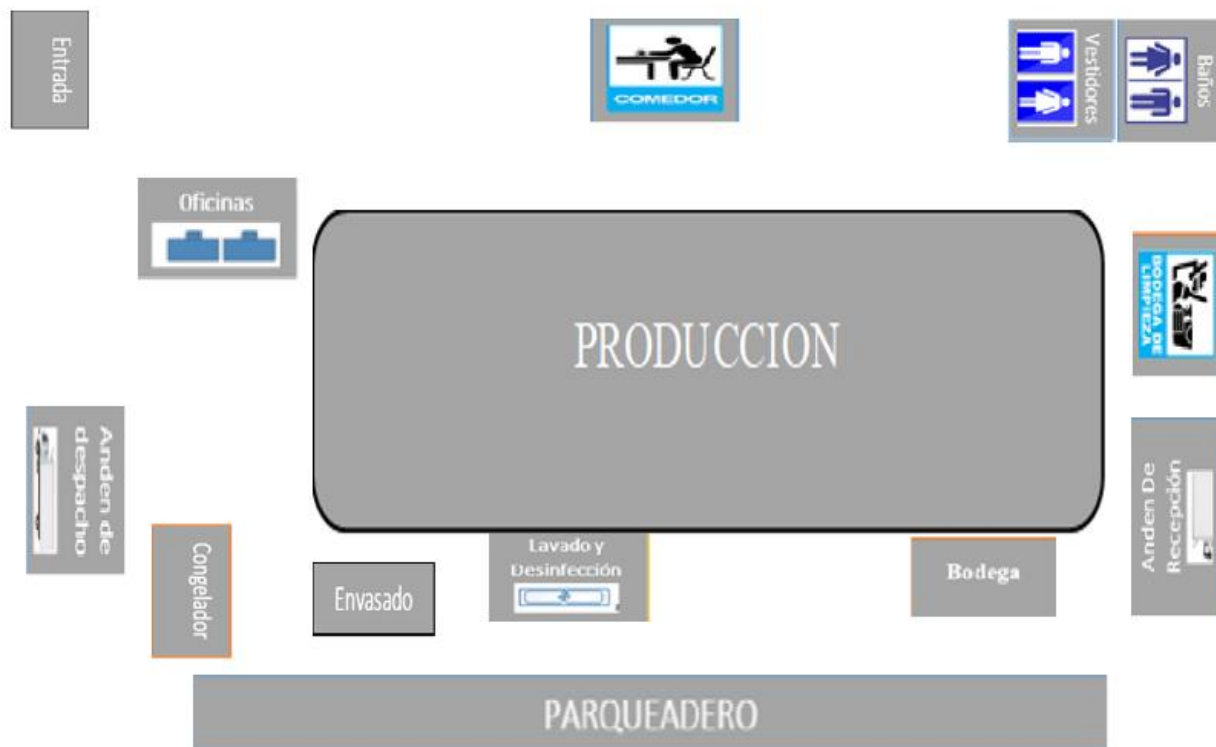 Entrada
COMEDOR
Vestidores
Baños
Oficinas
PRODUCCION
BODEGA DE
LIMPIEZA
Anden de
despacho
Anden De
Recepción
Congelador
Envasado
Lavado y
Desinfección
Bodega
PARQUEADERO